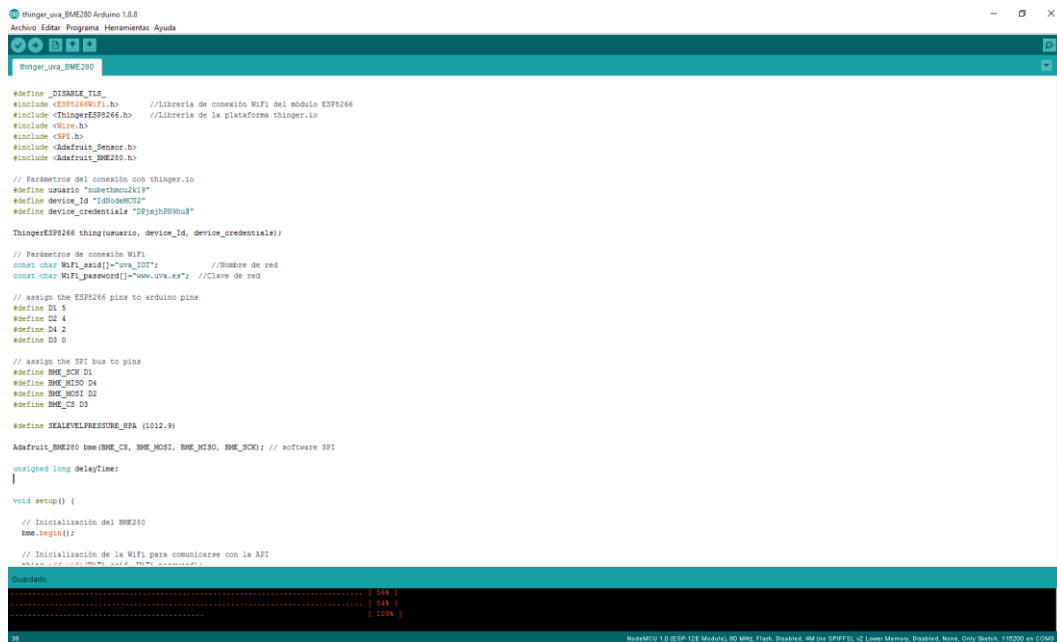 thinger_uva_BME280 Arduino 1.8.8
Archivo Editar Programa Herramientas Ayuda
thinger_uva_BME280
#define _DISABLE_TLS_
#include <ESP8266WiFi.h> //Librería de conexión WiFi del módulo ESP8266
#include <ThingerESP8266.h> //Librería de la plataforma thinger.io
#include <Wire.h>
#include <SPI.h>
#include <Adafruit_Sensor.h>
#include <Adafruit_BME280.h>
// Parámetros del conexión con thinger.io
#define usuario "nubethmcu2k19"
#define device_Id "IdNodeMCU2"
#define device_credentials "DPjmjhPN9hu@"
ThingerESP8266 thing(usuario, device_Id, device_credentials);
// Parámetros de conexión WiFi
const char WiFi_ssid[]="uva_IOT"; //Nombre de red
const char WiFi_password[]="www.uva.es"; //Clave de red
// assign the ESP8266 pins to arduino pins
#define D1 5
#define D2 4
#define D4 2
#define D3 0
// assign the SPI bus to pins
#define BME_SCK D1
#define BME_MISO D4
#define BME_MOSI D2
#define BME_CS D3
#define SEALEVELPRESSURE_HPA (1012.9)
Adafruit_BME280 bme(BME_CS, BME_MOSI, BME_MISO, BME_SCK); // software SPI
unsigned long delayTime;
void setup() {
// Inicialización del BME280
bme.begin();
// Inicialización de la WiFi para comunicarse con la API
thing.add_wifi(WiFi_ssid, WiFi_password);
Guardado.
................................................................................ [ 56% ]
................................................................................ [ 84% ]
............................................ [ 100% ]
38
NodeMCU 1.0 (ESP-12E Module), 80 MHz, Flash, Disabled, 4M (no SPIFFS), v2 Lower Memory, Disabled, None, Only Sketch, 115200 en COM3